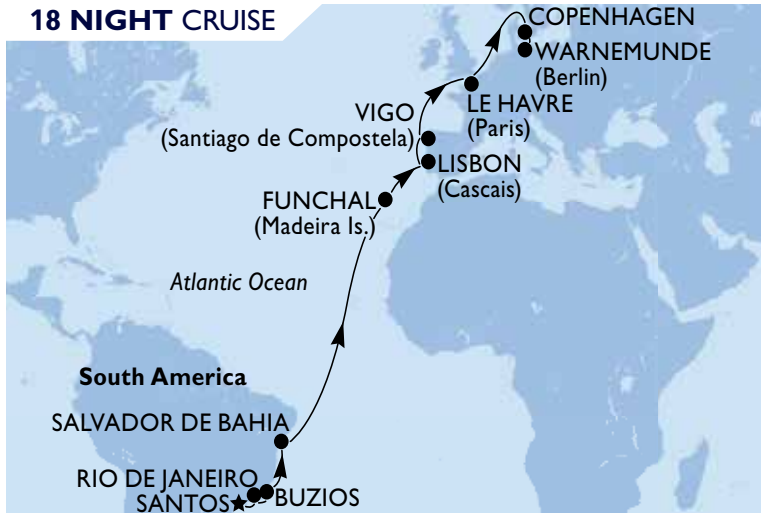 18 NIGHT CRUISE
COPENHAGEN
WARNEMUNDE
(Berlin)
LE HAVRE
(Paris)
VIGO
(Santiago de Compostela)
LISBON
(Cascais)
FUNCHAL
(Madeira Is.)
Atlantic Ocean
South America
SALVADOR DE BAHIA
RIO DE JANEIRO
SANTOS
BUZIOS